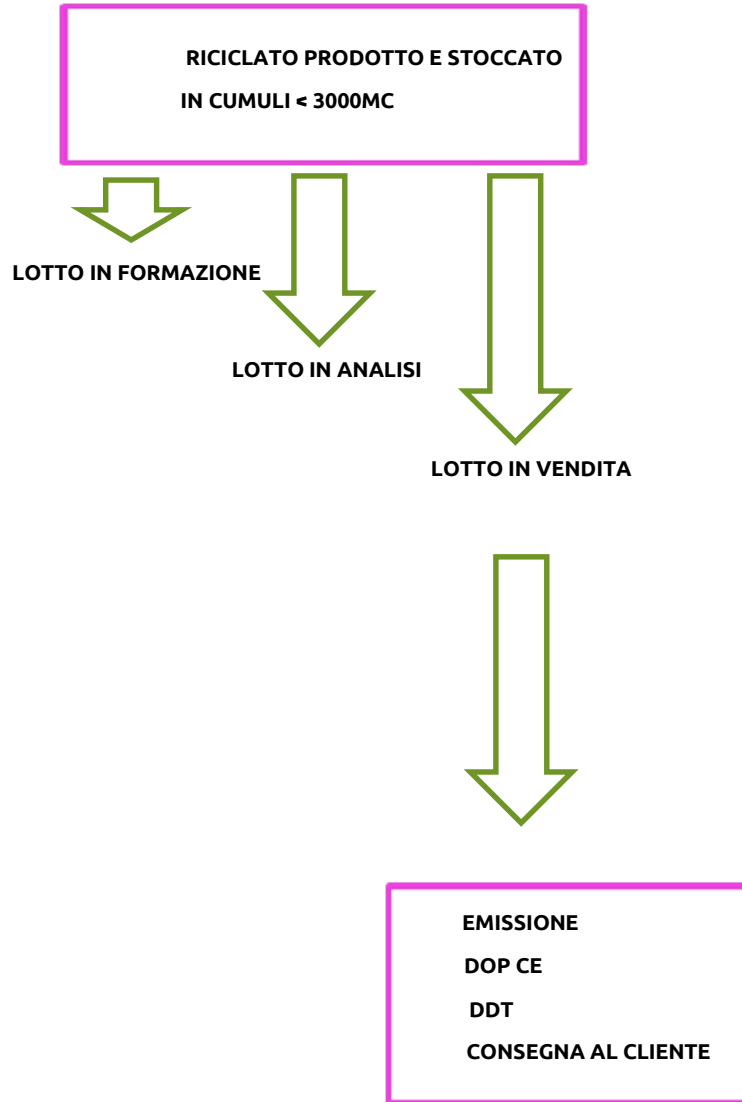 RICICLATO PRODOTTO E STOCCATO
IN CUMULI < 3000MC
LOTTO IN FORMAZIONE
LOTTO IN ANALISI
LOTTO IN VENDITA
EMISSIONE
DOP CE
DDT
CONSEGNA AL CLIENTE